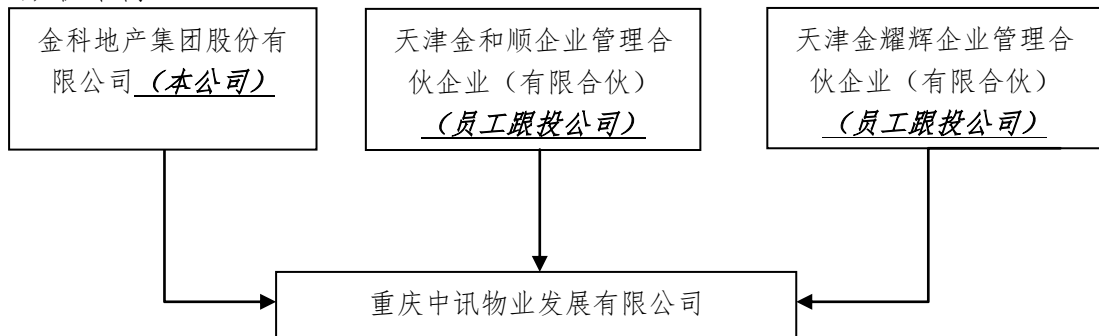 金科地产集团股份有
限公司（本公司）
天津金和顺企业管理合
伙企业（有限合伙）
（员工跟投公司）
天津金耀辉企业管理合
伙企业（有限合伙）
（员工跟投公司）
重庆中讯物业发展有限公司